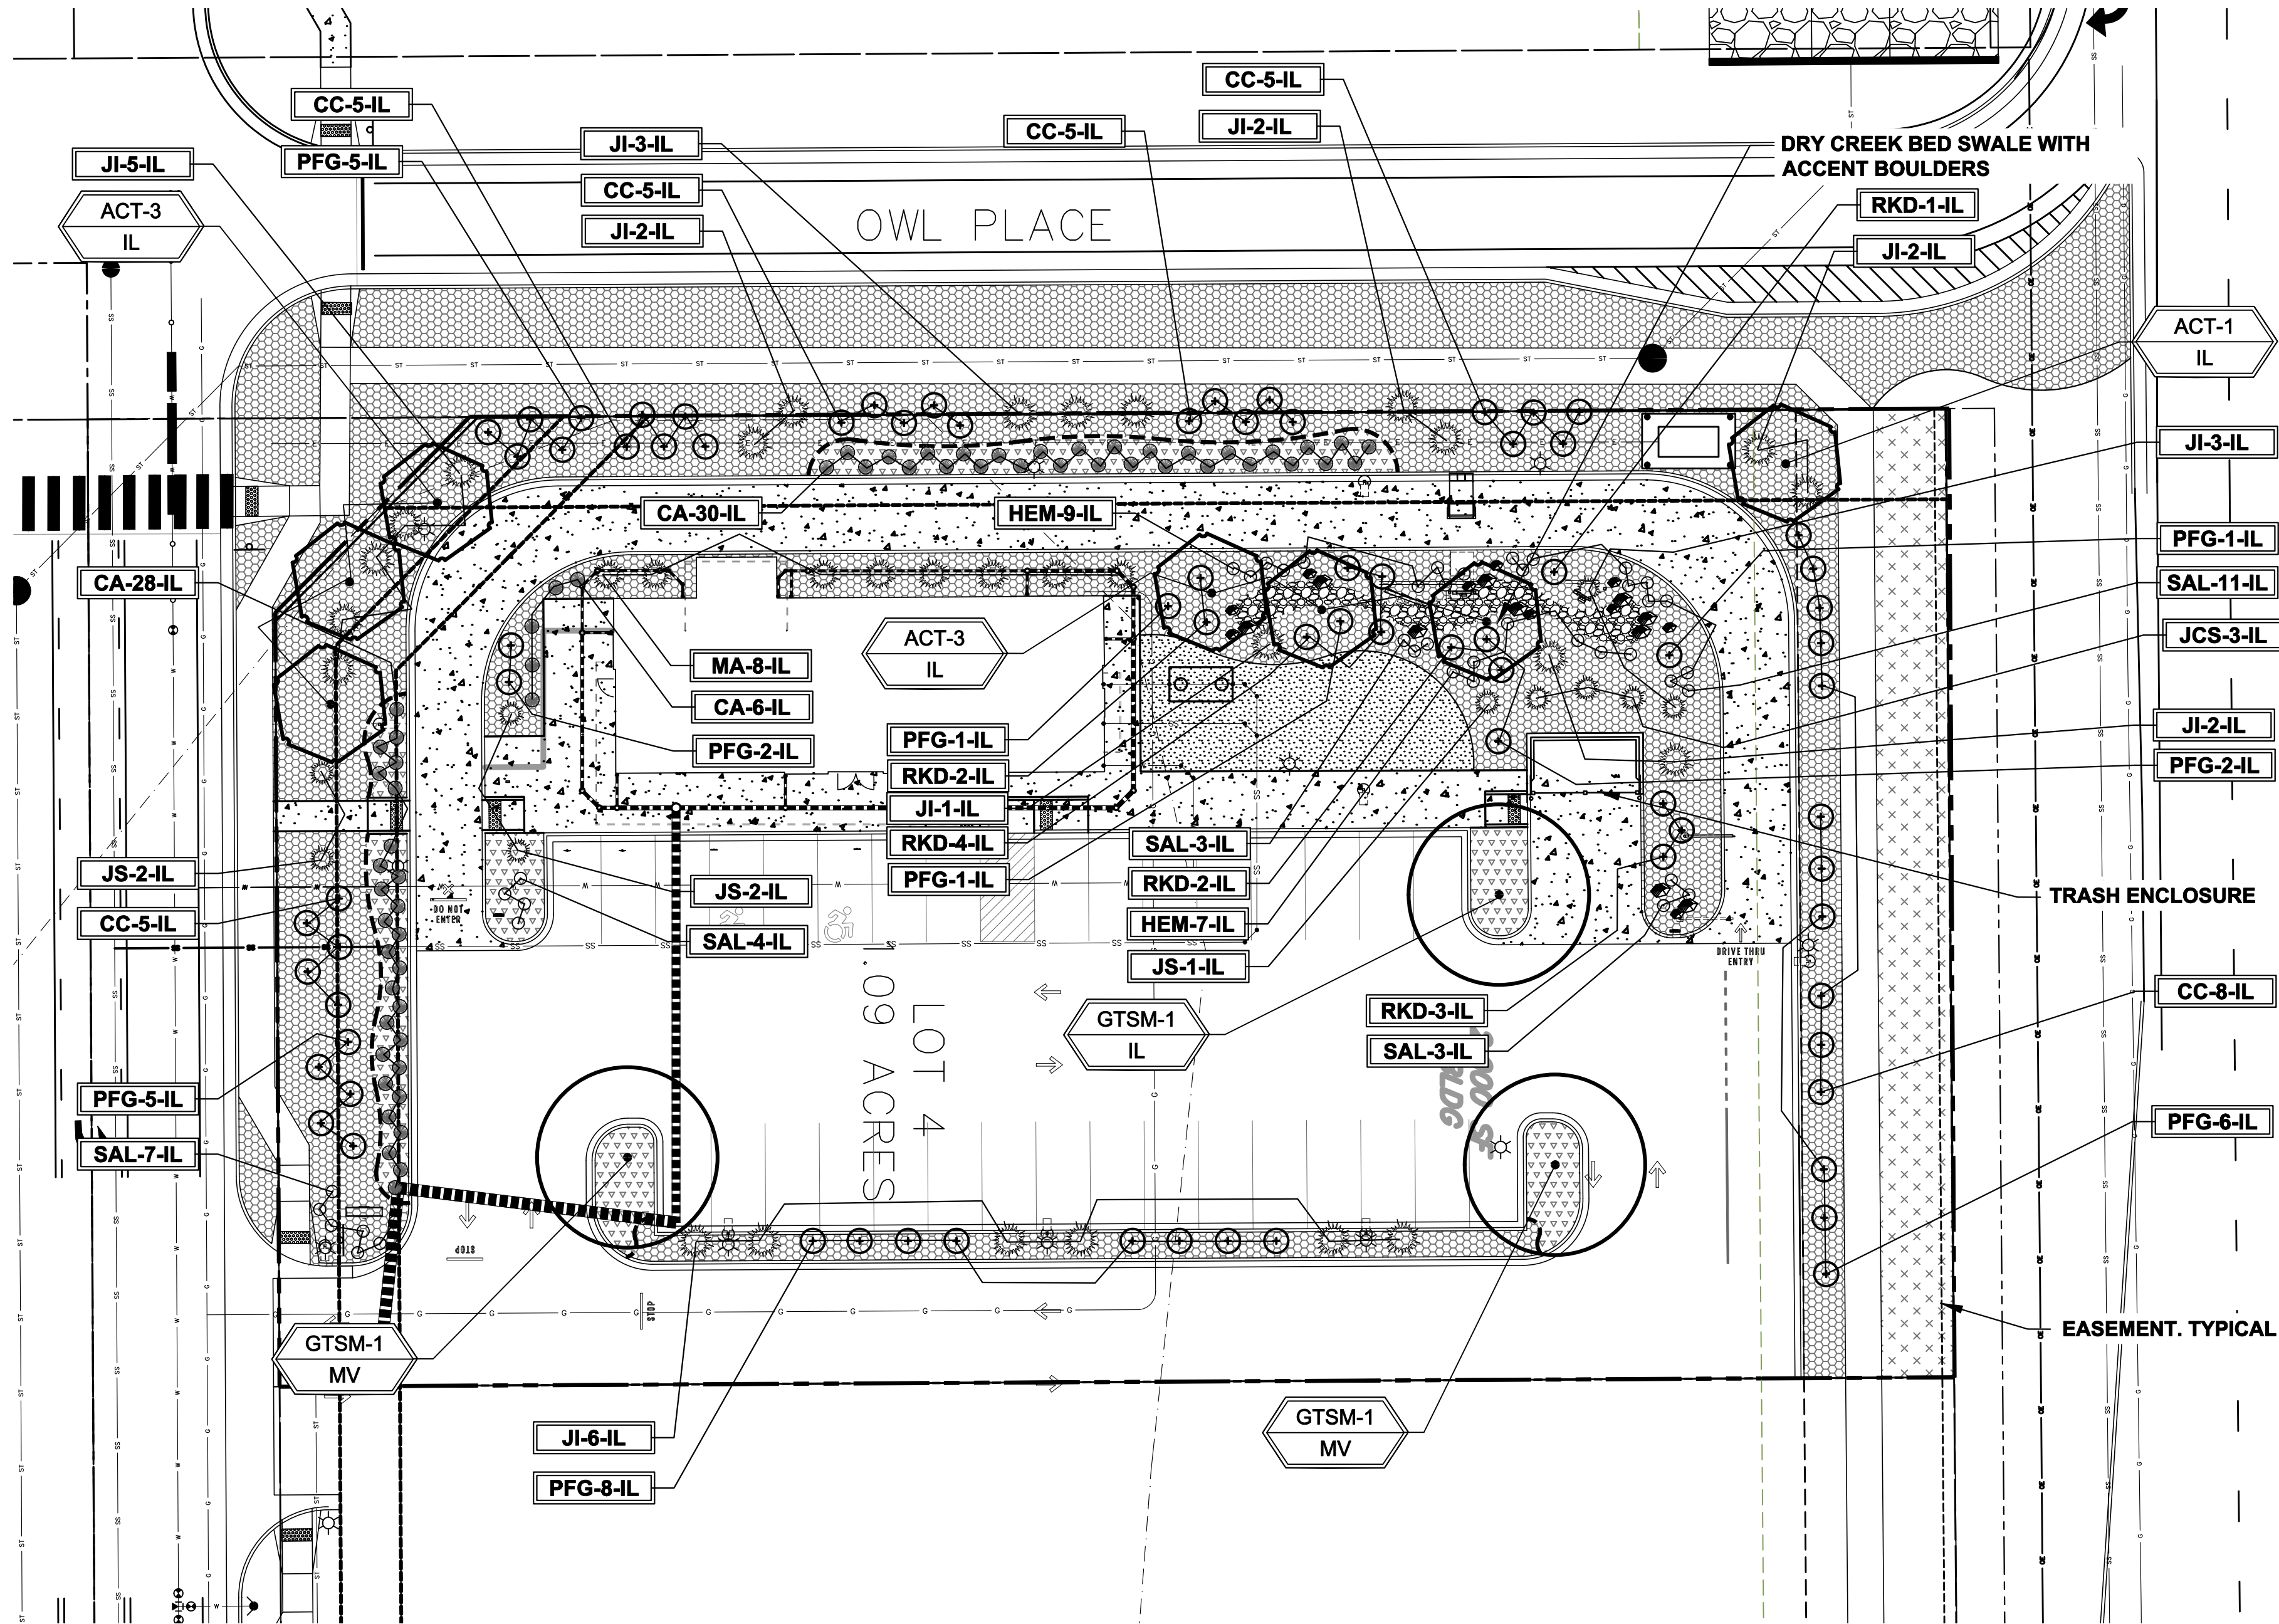 CC-5-IL
CC-5-IL
JI-2-IL
CC-5-IL
JI-3-IL
DRY CREEK BED SWALE WITH
ACCENT BOULDERS
JI-5-IL
PFG-5-IL
CC-5-IL
RKD-1-IL
ACT-3
IL
JI-2-IL
OWL PLACE
JI-2-IL
ACT-1
IL
JI-3-IL
CA-30-IL
HEM-9-IL
PFG-1-IL
CA-28-IL
SAL-11-IL
ACT-3
IL
JCS-3-IL
MA-8-IL
CA-6-IL
JI-2-IL
PFG-2-IL
PFG-1-IL
PFG-2-IL
RKD-2-IL
JI-1-IL
RKD-4-IL
SAL-3-IL
JS-2-IL
PFG-1-IL
RKD-2-IL
JS-2-IL
TRASH ENCLOSURE
CC-5-IL
DO NOT
ENTER
HEM-7-IL
SAL-4-IL
JS-1-IL
DRIVE THRU
ENTRY
CC-8-IL
RKD-3-IL
GTSM-1
IL
SAL-3-IL
LOT 4
1.09 ACRES
PFG-5-IL
PFG-6-IL
SAL-7-IL
STOP
STOP
EASEMENT. TYPICAL
GTSM-1
MV
GTSM-1
MV
JI-6-IL
PFG-8-IL